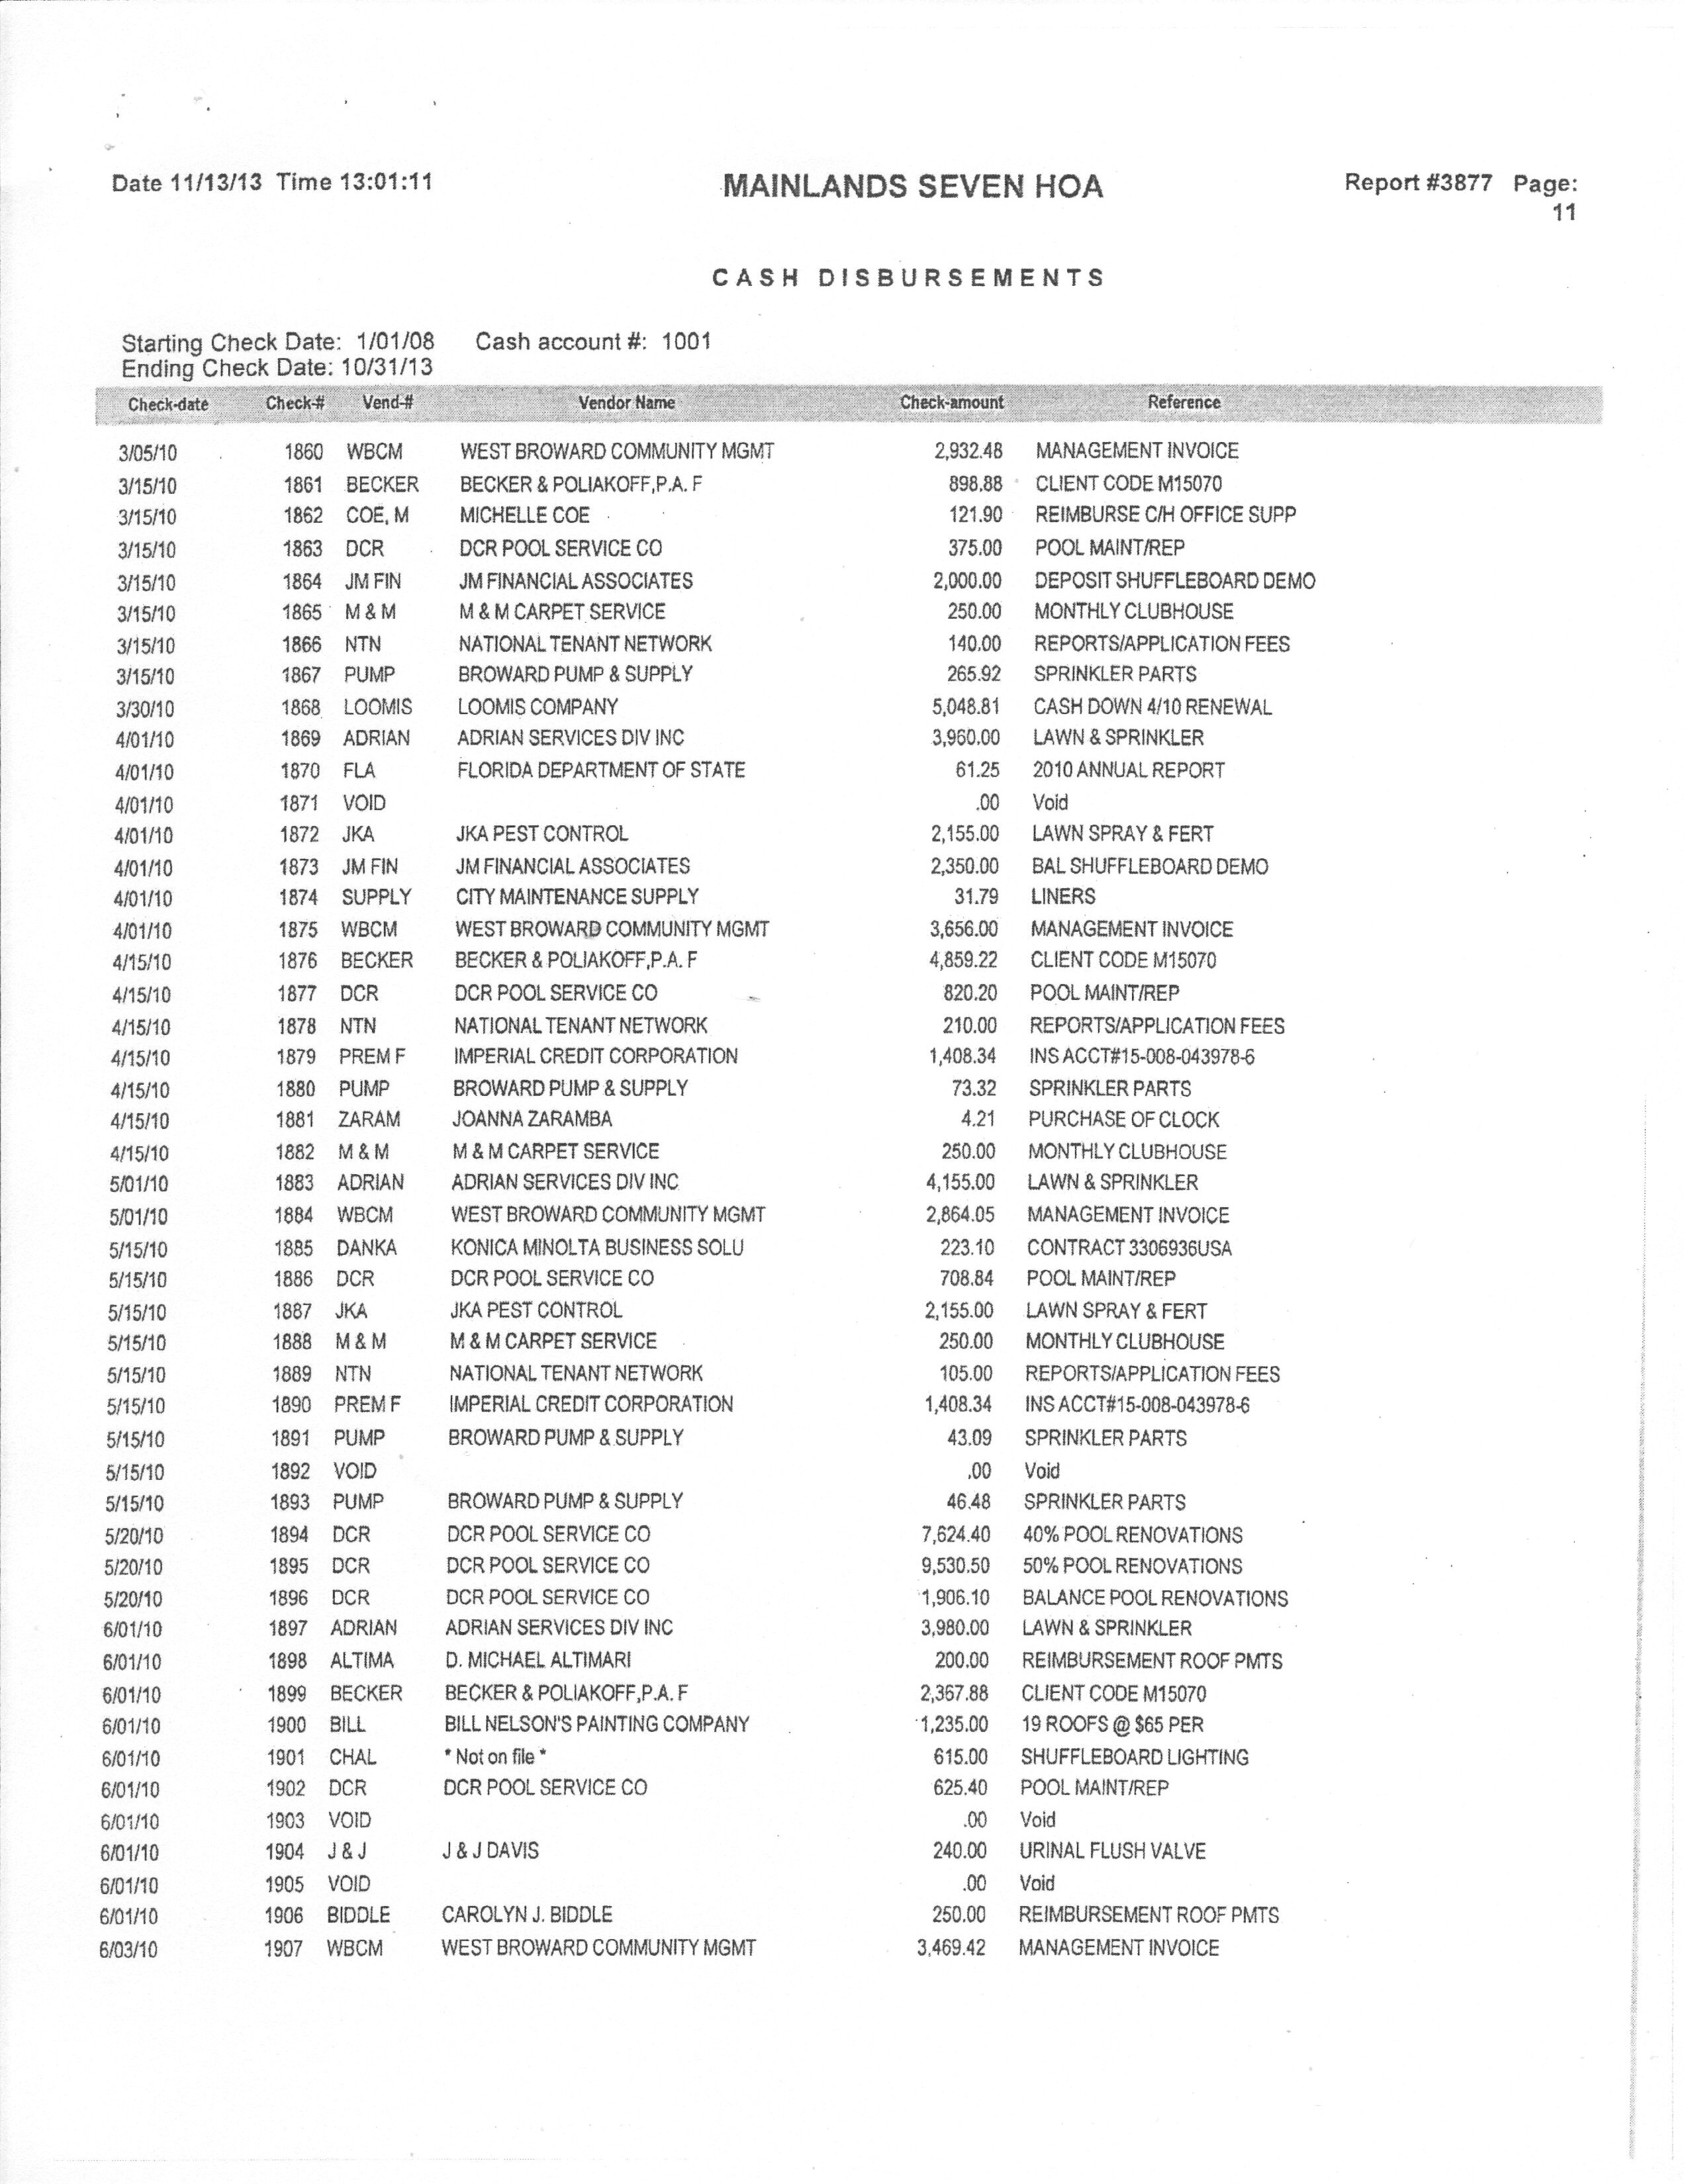 Date 11/13/13 Time 13:01:11 MAINLANDS SEVEN HOA Report #3877 Page:
11
CASH DISBURSEMENTS
Starting Check Date: 1/01/08 Cash account #: 1001
Ending Check Date: 10/31/13
Check-date Check-# Vend-# Vendor Name Check-amount Reference
3/05/10 1860 WBCM WEST BROWARD COMMUNITY MGMT 2,932.48 MANAGEMENT INVOICE
3/15/10 1861 BECKER BECKER & POLIAKOFF,P.A. F 898.88 CLIENT CODE M15070
3/15/10 1862 COE, M MICHELLE COE 121.90 REIMBURSE C/H OFFICE SUPP
3/15/10 1863 DCR DCR POOL SERVICE CO 375.00 POOL MAINT/REP
3/15/10 1864 JM FIN JM FINANCIAL ASSOCIATES 2,000.00 DEPOSIT SHUFFLEBOARD DEMO
3/15/10 1865 M & M M & M CARPET SERVICE 250.00 MONTHLY CLUBHOUSE
3/15/10 1866 NTN NATIONAL TENANT NETWORK 140.00 REPORTS/APPLICATION FEES
3/15/10 1867 PUMP BROWARD PUMP & SUPPLY 265.92 SPRINKLER PARTS
3/30/10 1868 LOOMIS LOOMIS COMPANY 5,048.81 CASH DOWN 4/10 RENEWAL
4/01/10 1869 ADRIAN ADRIAN SERVICES DIV INC 3,960.00 LAWN & SPRINKLER
4/01/10 1870 FLA FLORIDA DEPARTMENT OF STATE 61.25 2010 ANNUAL REPORT
4/01/10 1871 VOID .00 Void
4/01/10 1872 JKA JKA PEST CONTROL 2,155.00 LAWN SPRAY & FERT
4/01/10 1873 JM FIN JM FINANCIAL ASSOCIATES 2,350.00 BAL SHUFFLEBOARD DEMO
4/01/10 1874 SUPPLY CITY MAINTENANCE SUPPLY 31.79 LINERS
4/01/10 1875 WBCM WEST BROWARD COMMUNITY MGMT 3,656.00 MANAGEMENT INVOICE
4/15/10 1876 BECKER BECKER & POLIAKOFF,P.A. F 4,859.22 CLIENT CODE M15070
4/15/10 1877 DCR DCR POOL SERVICE CO 820.20 POOL MAINT/REP
4/15/10 1878 NTN NATIONAL TENANT NETWORK 210.00 REPORTS/APPLICATION FEES
4/15/10 1879 PREM F IMPERIAL CREDIT CORPORATION 1,408.34 INS ACCT#15-008-043978-6
4/15/10 1880 PUMP BROWARD PUMP & SUPPLY 73.32 SPRINKLER PARTS
4/15/10 1881 ZARAM JOANNA ZARAMBA 4.21 PURCHASE OF CLOCK
4/15/10 1882 M & M M & M CARPET SERVICE 250.00 MONTHLY CLUBHOUSE
5/01/10 1883 ADRIAN ADRIAN SERVICES DIV INC 4,155.00 LAWN & SPRINKLER
5/01/10 1884 WBCM WEST BROWARD COMMUNITY MGMT 2,864.05 MANAGEMENT INVOICE
5/15/10 1885 DANKA KONICA MINOLTA BUSINESS SOLU 223.10 CONTRACT 3306936USA
5/15/10 1886 DCR DCR POOL SERVICE CO 708.84 POOL MAINT/REP
5/15/10 1887 JKA JKA PEST CONTROL 2,155.00 LAWN SPRAY & FERT
5/15/10 1888 M & M M & M CARPET SERVICE 250.00 MONTHLY CLUBHOUSE
5/15/10 1889 NTN NATIONAL TENANT NETWORK 105.00 REPORTS/APPLICATION FEES
5/15/10 1890 PREM F IMPERIAL CREDIT CORPORATION 1,408.34 INS ACCT#15-008-043978-6
5/15/10 1891 PUMP BROWARD PUMP & SUPPLY 43.09 SPRINKLER PARTS
5/15/10 1892 VOID .00 Void
5/15/10 1893 PUMP BROWARD PUMP & SUPPLY 46.48 SPRINKLER PARTS
5/20/10 1894 DCR DCR POOL SERVICE CO 7,624.40 40% POOL RENOVATIONS
5/20/10 1895 DCR DCR POOL SERVICE CO 9,530.50 50% POOL RENOVATIONS
5/20/10 1896 DCR DCR POOL SERVICE CO 1,906.10 BALANCE POOL RENOVATIONS
6/01/10 1897 ADRIAN ADRIAN SERVICES DIV INC 3,980.00 LAWN & SPRINKLER
6/01/10 1898 ALTIMA D. MICHAEL ALTIMARI 200.00 REIMBURSEMENT ROOF PMTS
6/01/10 1899 BECKER BECKER & POLIAKOFF,P.A. F 2,367.88 CLIENT CODE M15070
6/01/10 1900 BILL BILL NELSON'S PAINTING COMPANY 1,235.00 19 ROOFS @ $65 PER
6/01/10 1901 CHAL * Not on file * 615.00 SHUFFLEBOARD LIGHTING
6/01/10 1902 DCR DCR POOL SERVICE CO 625.40 POOL MAINT/REP
6/01/10 1903 VOID .00 Void
6/01/10 1904 J & J J & J DAVIS 240.00 URINAL FLUSH VALVE
6/01/10 1905 VOID .00 Void
6/01/10 1906 BIDDLE CAROLYN J. BIDDLE 250.00 REIMBURSEMENT ROOF PMTS
6/03/10 1907 WBCM WEST BROWARD COMMUNITY MGMT 3,469.42 MANAGEMENT INVOICE